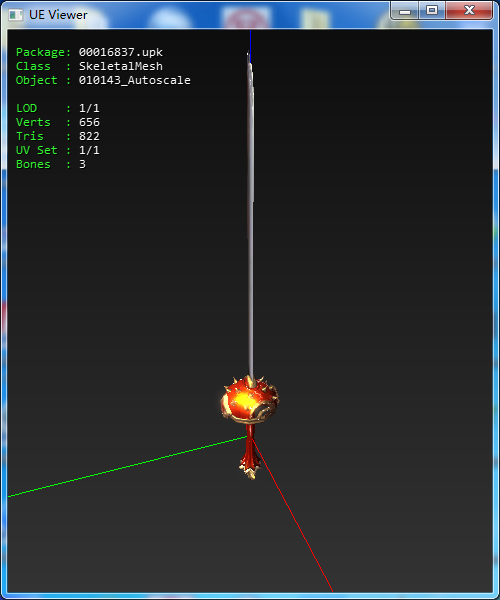 UE Viewer
Package: 00016837.upk
Class : SkeletalMesh
Object : 010143_Autoscale
LOD : 1/1
Verts : 656
Tris : 822
UV Set : 1/1
Bones : 3